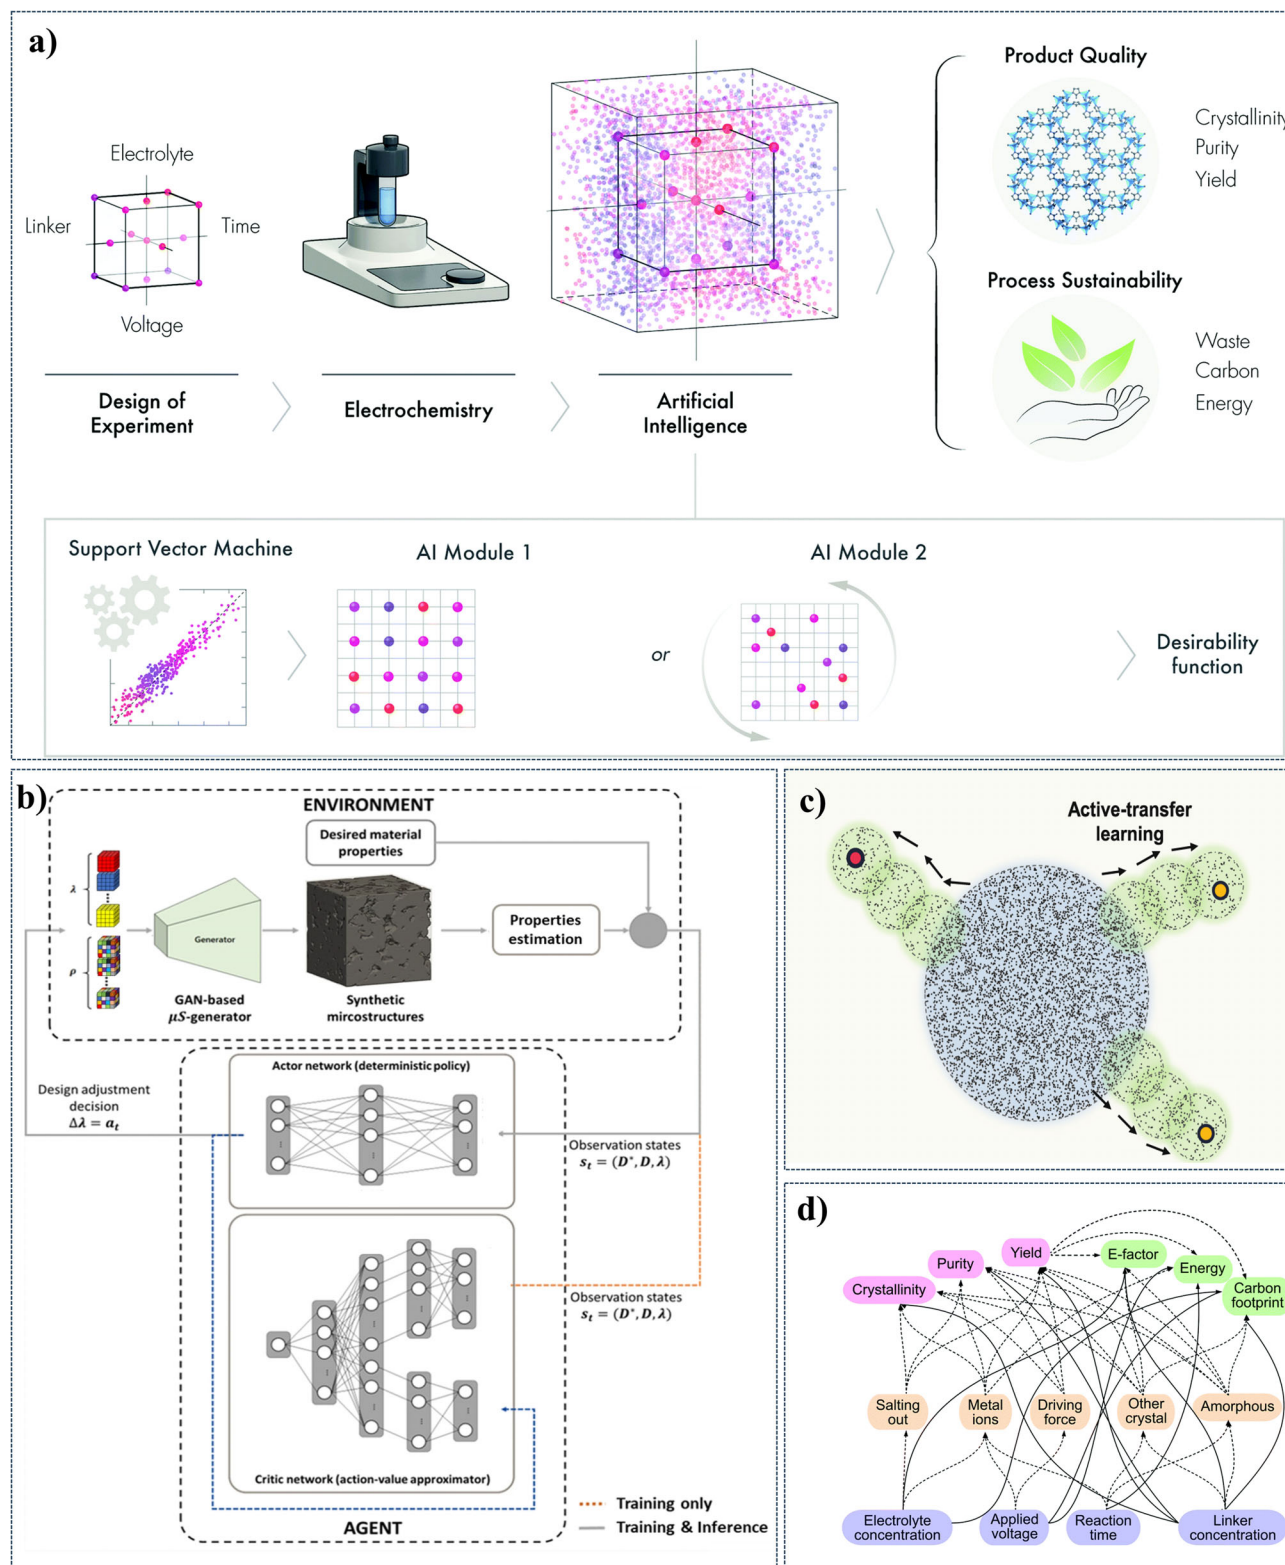 a)
Electrolyte
Linker
Time
Voltage
Product Quality
Crystallinity
Purity
Yield
Process Sustainability
Waste
Carbon
Energy
Design of
Experiment
Electrochemistry
Artificial
Intelligence
Support Vector Machine
AI Module 1
or
AI Module 2
Desirability
function
b)
ENVIRONMENT
Desired material
properties
λ
ρ
Generator
Properties
estimation
GAN-based
μS-generator
Synthetic
mircostructures
Design adjustment
decision
Δλ = aₜ
Actor network (deterministic policy)
Observation states
sₜ = (D*, D, λ)
Observation states
sₜ = (D*, D, λ)
Critic network (action-value approximator)
AGENT
Training only
Training & Inference
c)
Active-transfer
learning
d)
Yield
E-factor
Purity
Energy
Crystallinity
Carbon
footprint
Salting
out
Metal
ions
Driving
force
Other
crystal
Amorphous
Electrolyte
concentration
Applied
voltage
Reaction
time
Linker
concentration